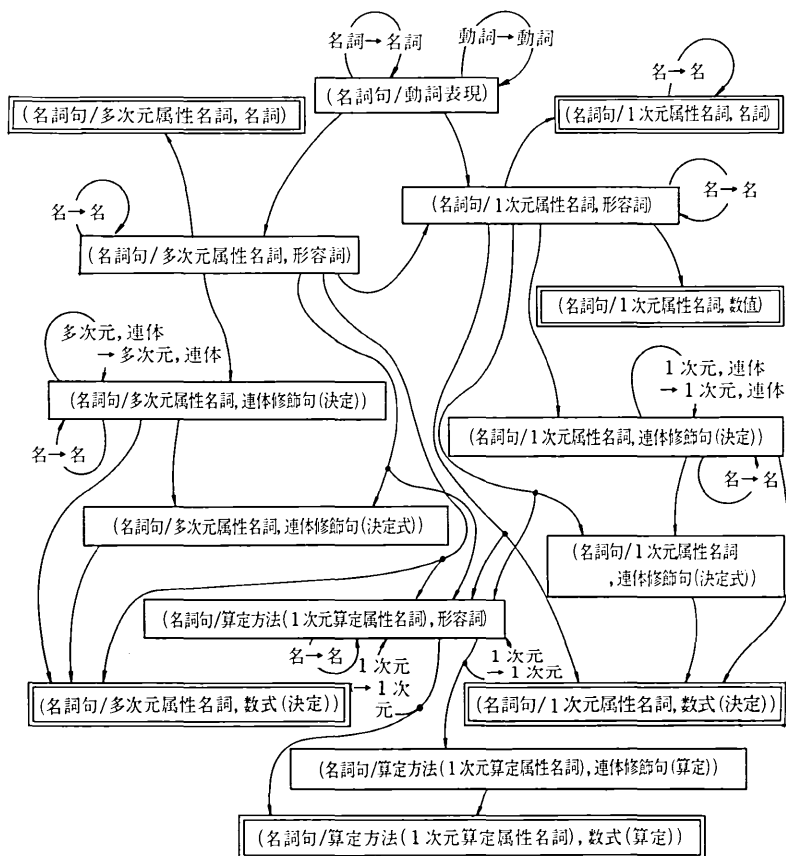 名詞→名詞
動詞→動詞
(名詞句/動詞表現)
名→名
(名詞句/多次元属性名詞, 名詞)
(名詞句/1次元属性名詞, 名詞)
(名詞句/1次元属性名詞, 形容詞)
名→名
名→名
(名詞句/多次元属性名詞, 形容詞)
(名詞句/1次元属性名詞, 数値)
多次元, 連体
→多次元, 連体
(名詞句/多次元属性名詞, 連体修飾句(決定))
名→名
1次元, 連体
→1次元, 連体
(名詞句/1次元属性名詞, 連体修飾句(決定))
名→名
(名詞句/多次元属性名詞, 連体修飾句(決定式))
(名詞句/1次元属性名詞
, 連体修飾句(決定式))
(名詞句/算定方法(1次元算定属性名詞), 形容詞)
名→名
1次元
→1次
元
1次元
→1次元
(名詞句/多次元属性名詞, 数式(決定))
(名詞句/1次元属性名詞, 数式(決定))
(名詞句/算定方法(1次元算定属性名詞), 連体修飾句(算定))
(名詞句/算定方法(1次元算定属性名詞), 数式(算定))